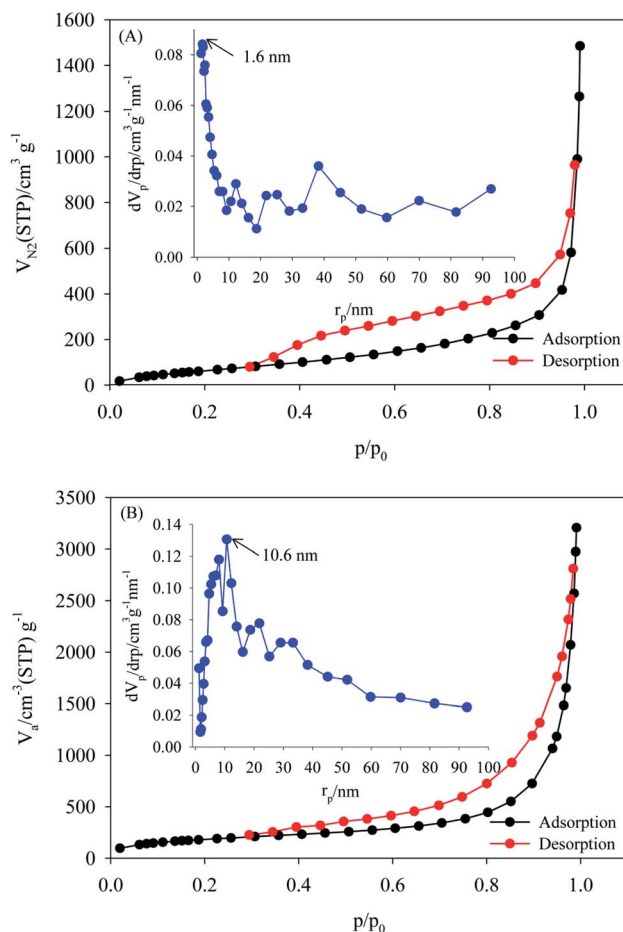 (A)
1.6 nm
dVp/drp/cm³g⁻¹nm⁻¹
0.08
0.06
0.04
0.02
0.00
0 10 20 30 40 50 60 70 80 90 100
rp/nm
VN2(STP)/cm³ g⁻¹
1600
1400
1200
1000
800
600
400
200
0
Adsorption
Desorption
0.0 0.2 0.4 0.6 0.8 1.0
p/p0
(B)
10.6 nm
dVp/drp/cm³g⁻¹nm⁻¹
0.14
0.12
0.10
0.08
0.06
0.04
0.02
0.00
0 10 20 30 40 50 60 70 80 90 100
rp/nm
Va/cm⁻³(STP) g⁻¹
3500
3000
2500
2000
1500
1000
500
0
Adsorption
Desorption
0.0 0.2 0.4 0.6 0.8 1.0
p/p0